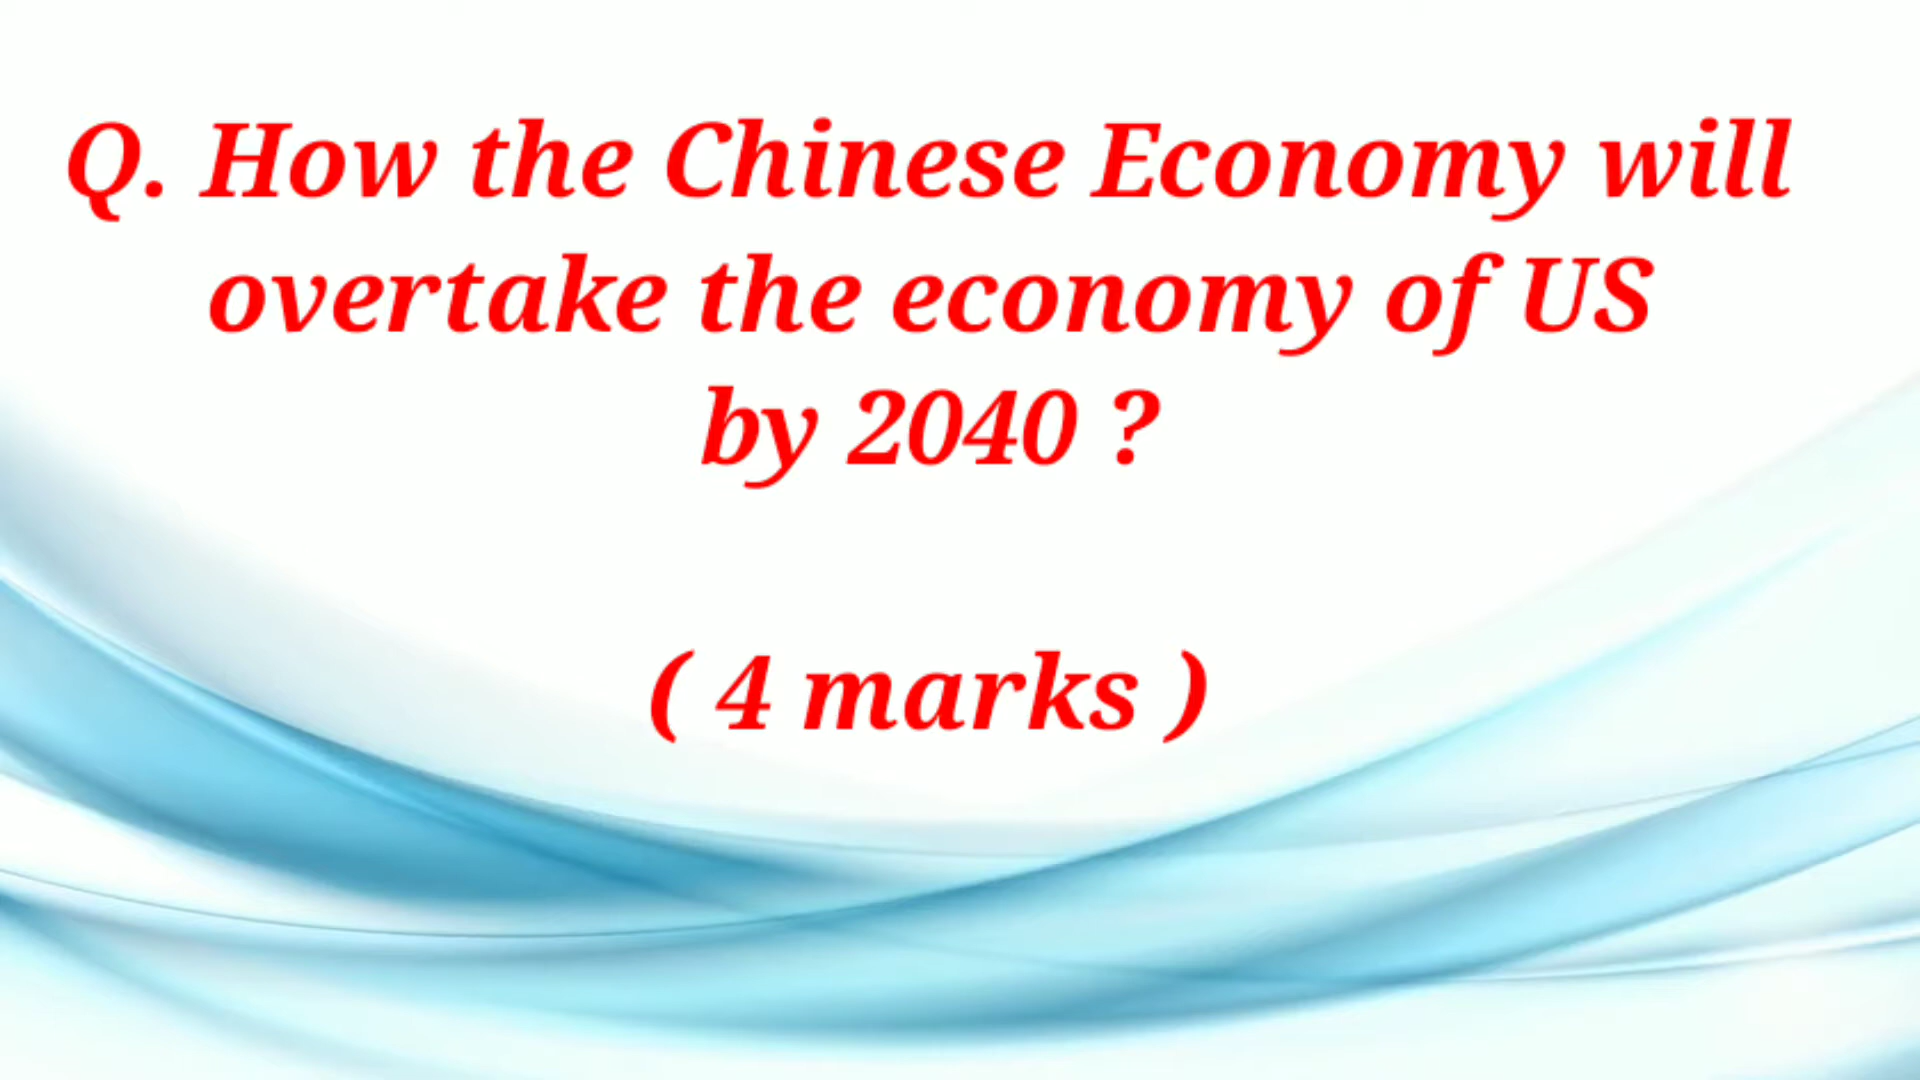 Q. How the Chinese Economy will
overtake the economy of US
by 2040 ?
( 4 marks )